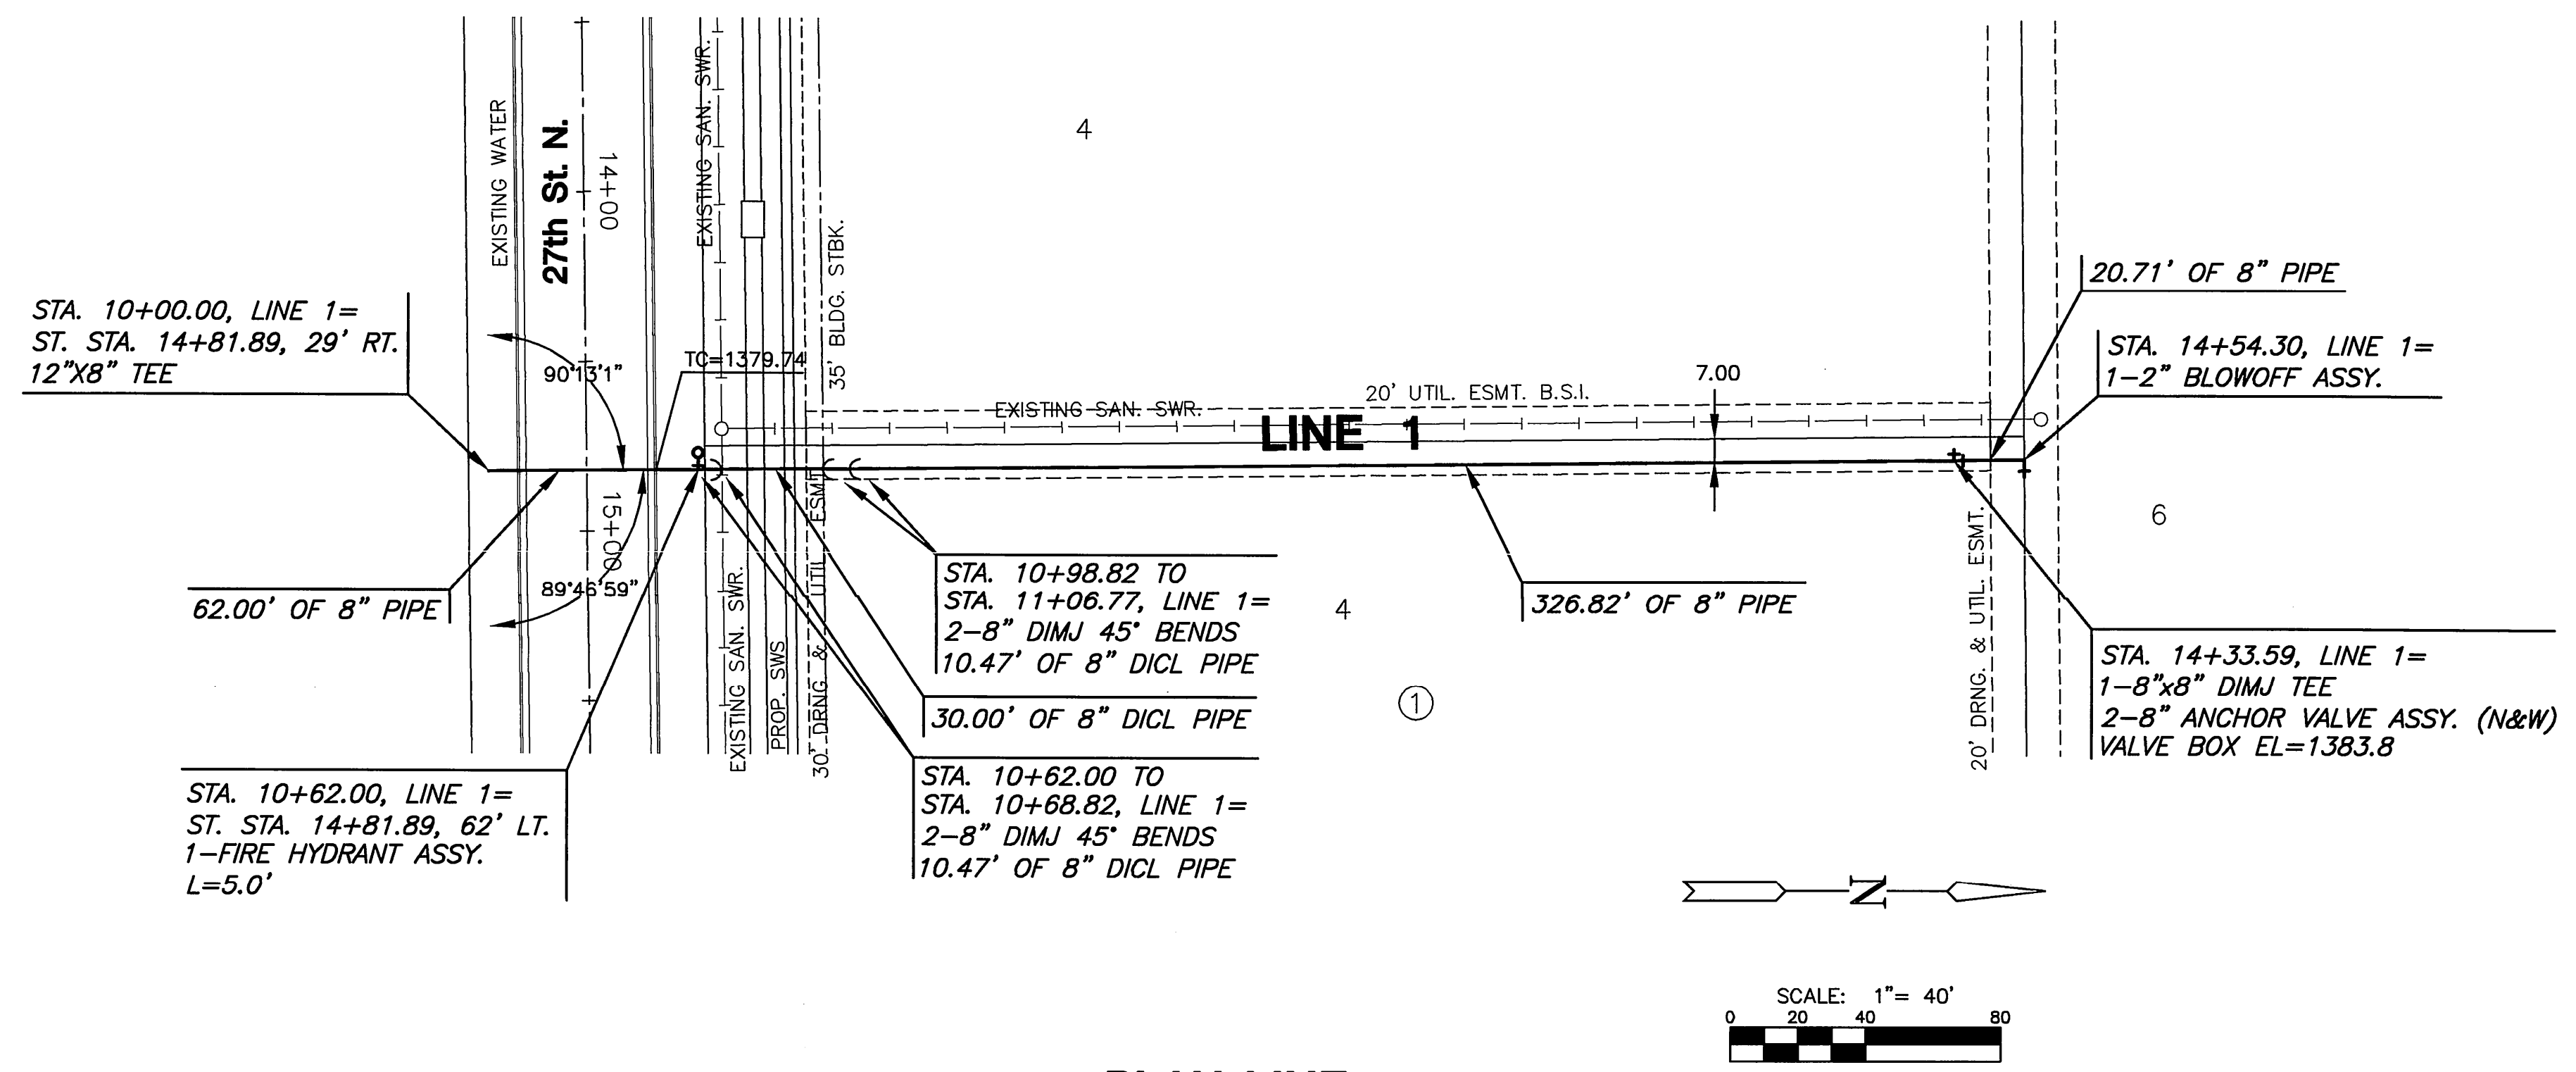 4
EXISTING WATER
27th St. N.
14+00
EXISTING SAN. SWR.
35' BLDG. STBK.
STA. 10+00.00, LINE 1=
ST. STA. 14+81.89, 29' RT.
12"X8" TEE
90°13'1"
TC=1379.74
EXISTING SAN. SWR.
20' UTIL. ESMT. B.S.I.
7.00
LINE 1
20.71' OF 8" PIPE
STA. 14+54.30, LINE 1=
1-2" BLOWOFF ASSY.
15+00
89°46'59"
62.00' OF 8" PIPE
STA. 10+98.82 TO
STA. 11+06.77, LINE 1=
2-8" DIMJ 45° BENDS
10.47' OF 8" DICL PIPE
4
326.82' OF 8" PIPE
6
EXISTING SAN. SWR.
PROP. SWS
30' DRNG. & UTIL ESMT
20' DRNG. & UTIL. ESMT.
30.00' OF 8" DICL PIPE
1
STA. 14+33.59, LINE 1=
1-8"x8" DIMJ TEE
2-8" ANCHOR VALVE ASSY. (N&W)
VALVE BOX EL=1383.8
STA. 10+62.00, LINE 1=
ST. STA. 14+81.89, 62' LT.
1-FIRE HYDRANT ASSY.
L=5.0'
STA. 10+62.00 TO
STA. 10+68.82, LINE 1=
2-8" DIMJ 45° BENDS
10.47' OF 8" DICL PIPE
N
SCALE: 1"= 40'
0 20 40 80